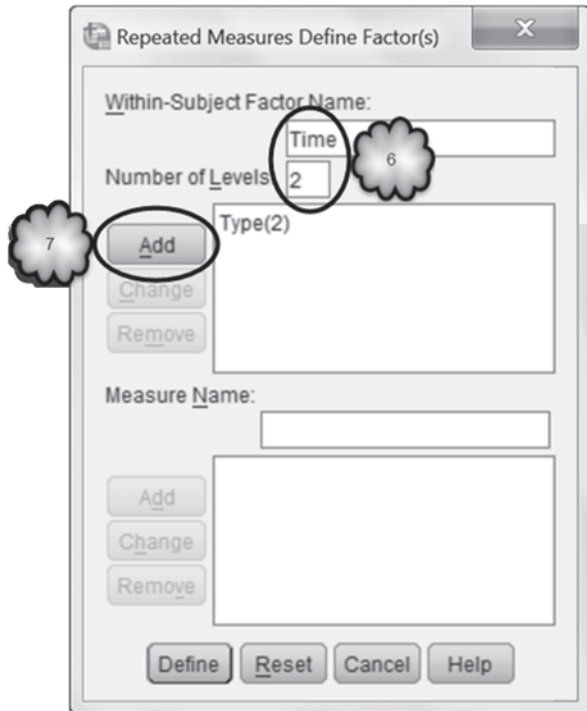 Repeated Measures Define Factor(s)
Within-Subject Factor Name:
Time
6
Number of Levels
2
7
Add
Type(2)
Change
Remove
Measure Name:
Add
Change
Remove
Define
Reset
Cancel
Help